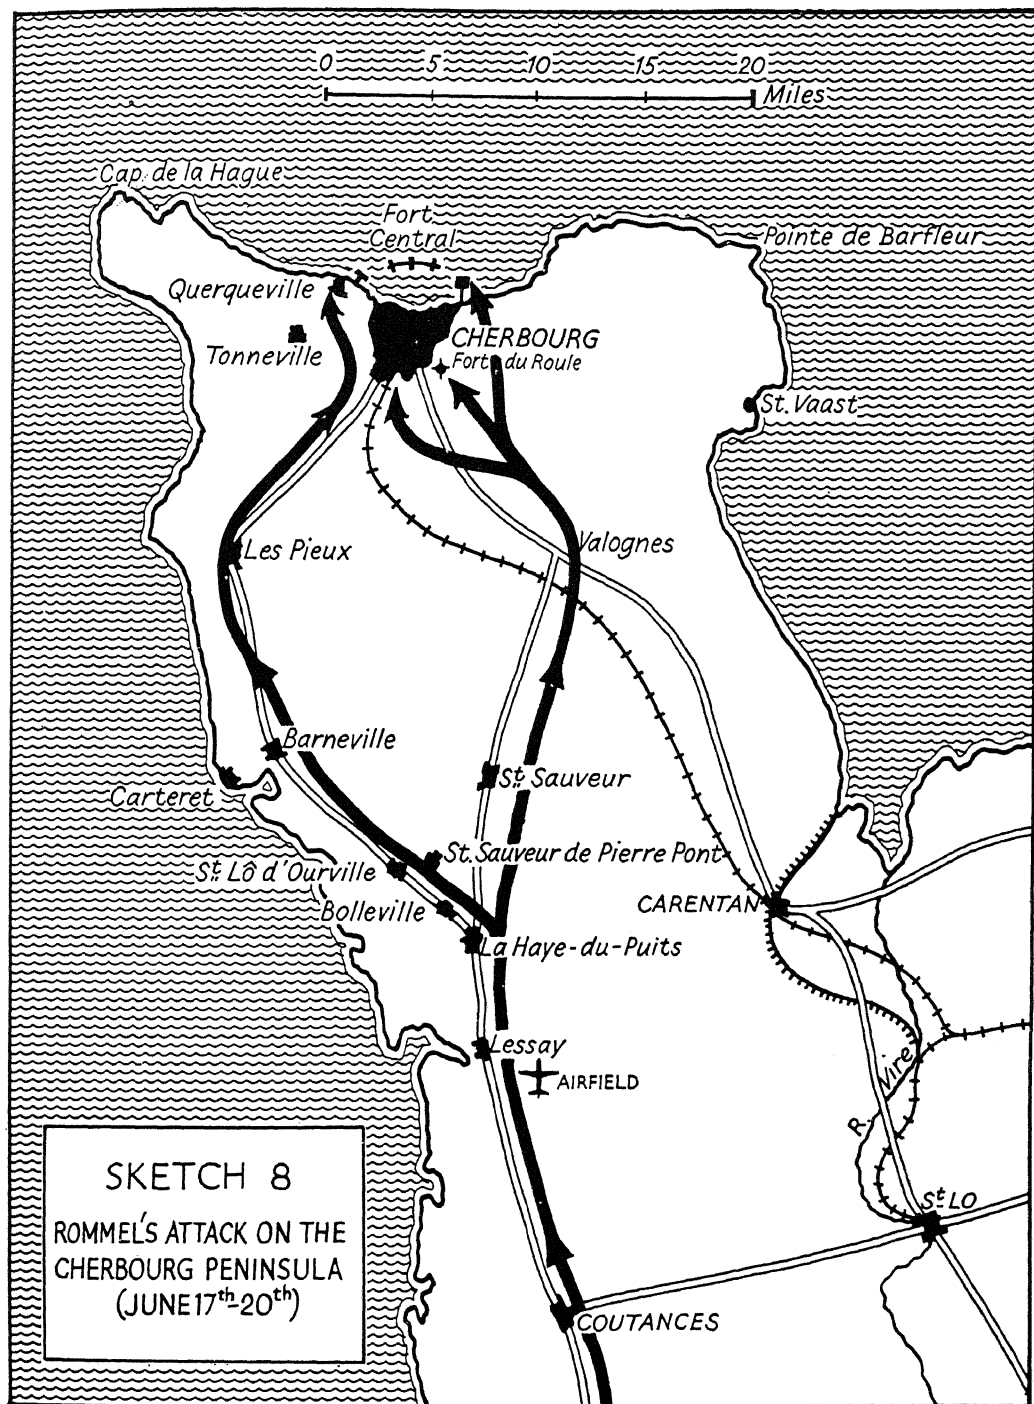 0 5 10 15 20
Miles
Cap. de la Hague
Fort
Central
Pointe de Barfleur
Querqueville
CHERBOURG
Tonneville
Fort du Roule
St. Vaast
Valognes
Les Pieux
Barneville
St. Sauveur
Carteret
St. Sauveur de Pierre Pont
St. Lô d'Ourville
Bolleville
CARENTAN
La Haye-du-Puits
Lessay
AIRFIELD
R. Vire
St. LO
COUTANCES
SKETCH 8
ROMMEL'S ATTACK ON THE
CHERBOURG PENINSULA
(JUNE 17th-20th)